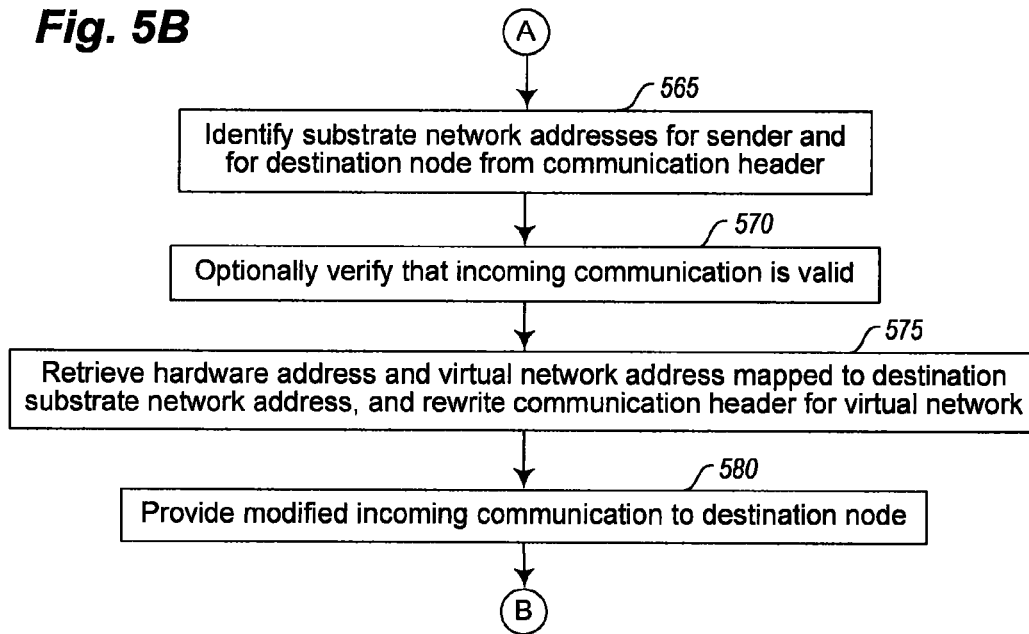 Fig. 5B
A
565
Identify substrate network addresses for sender and
for destination node from communication header
570
Optionally verify that incoming communication is valid
575
Retrieve hardware address and virtual network address mapped to destination
substrate network address, and rewrite communication header for virtual network
580
Provide modified incoming communication to destination node
B